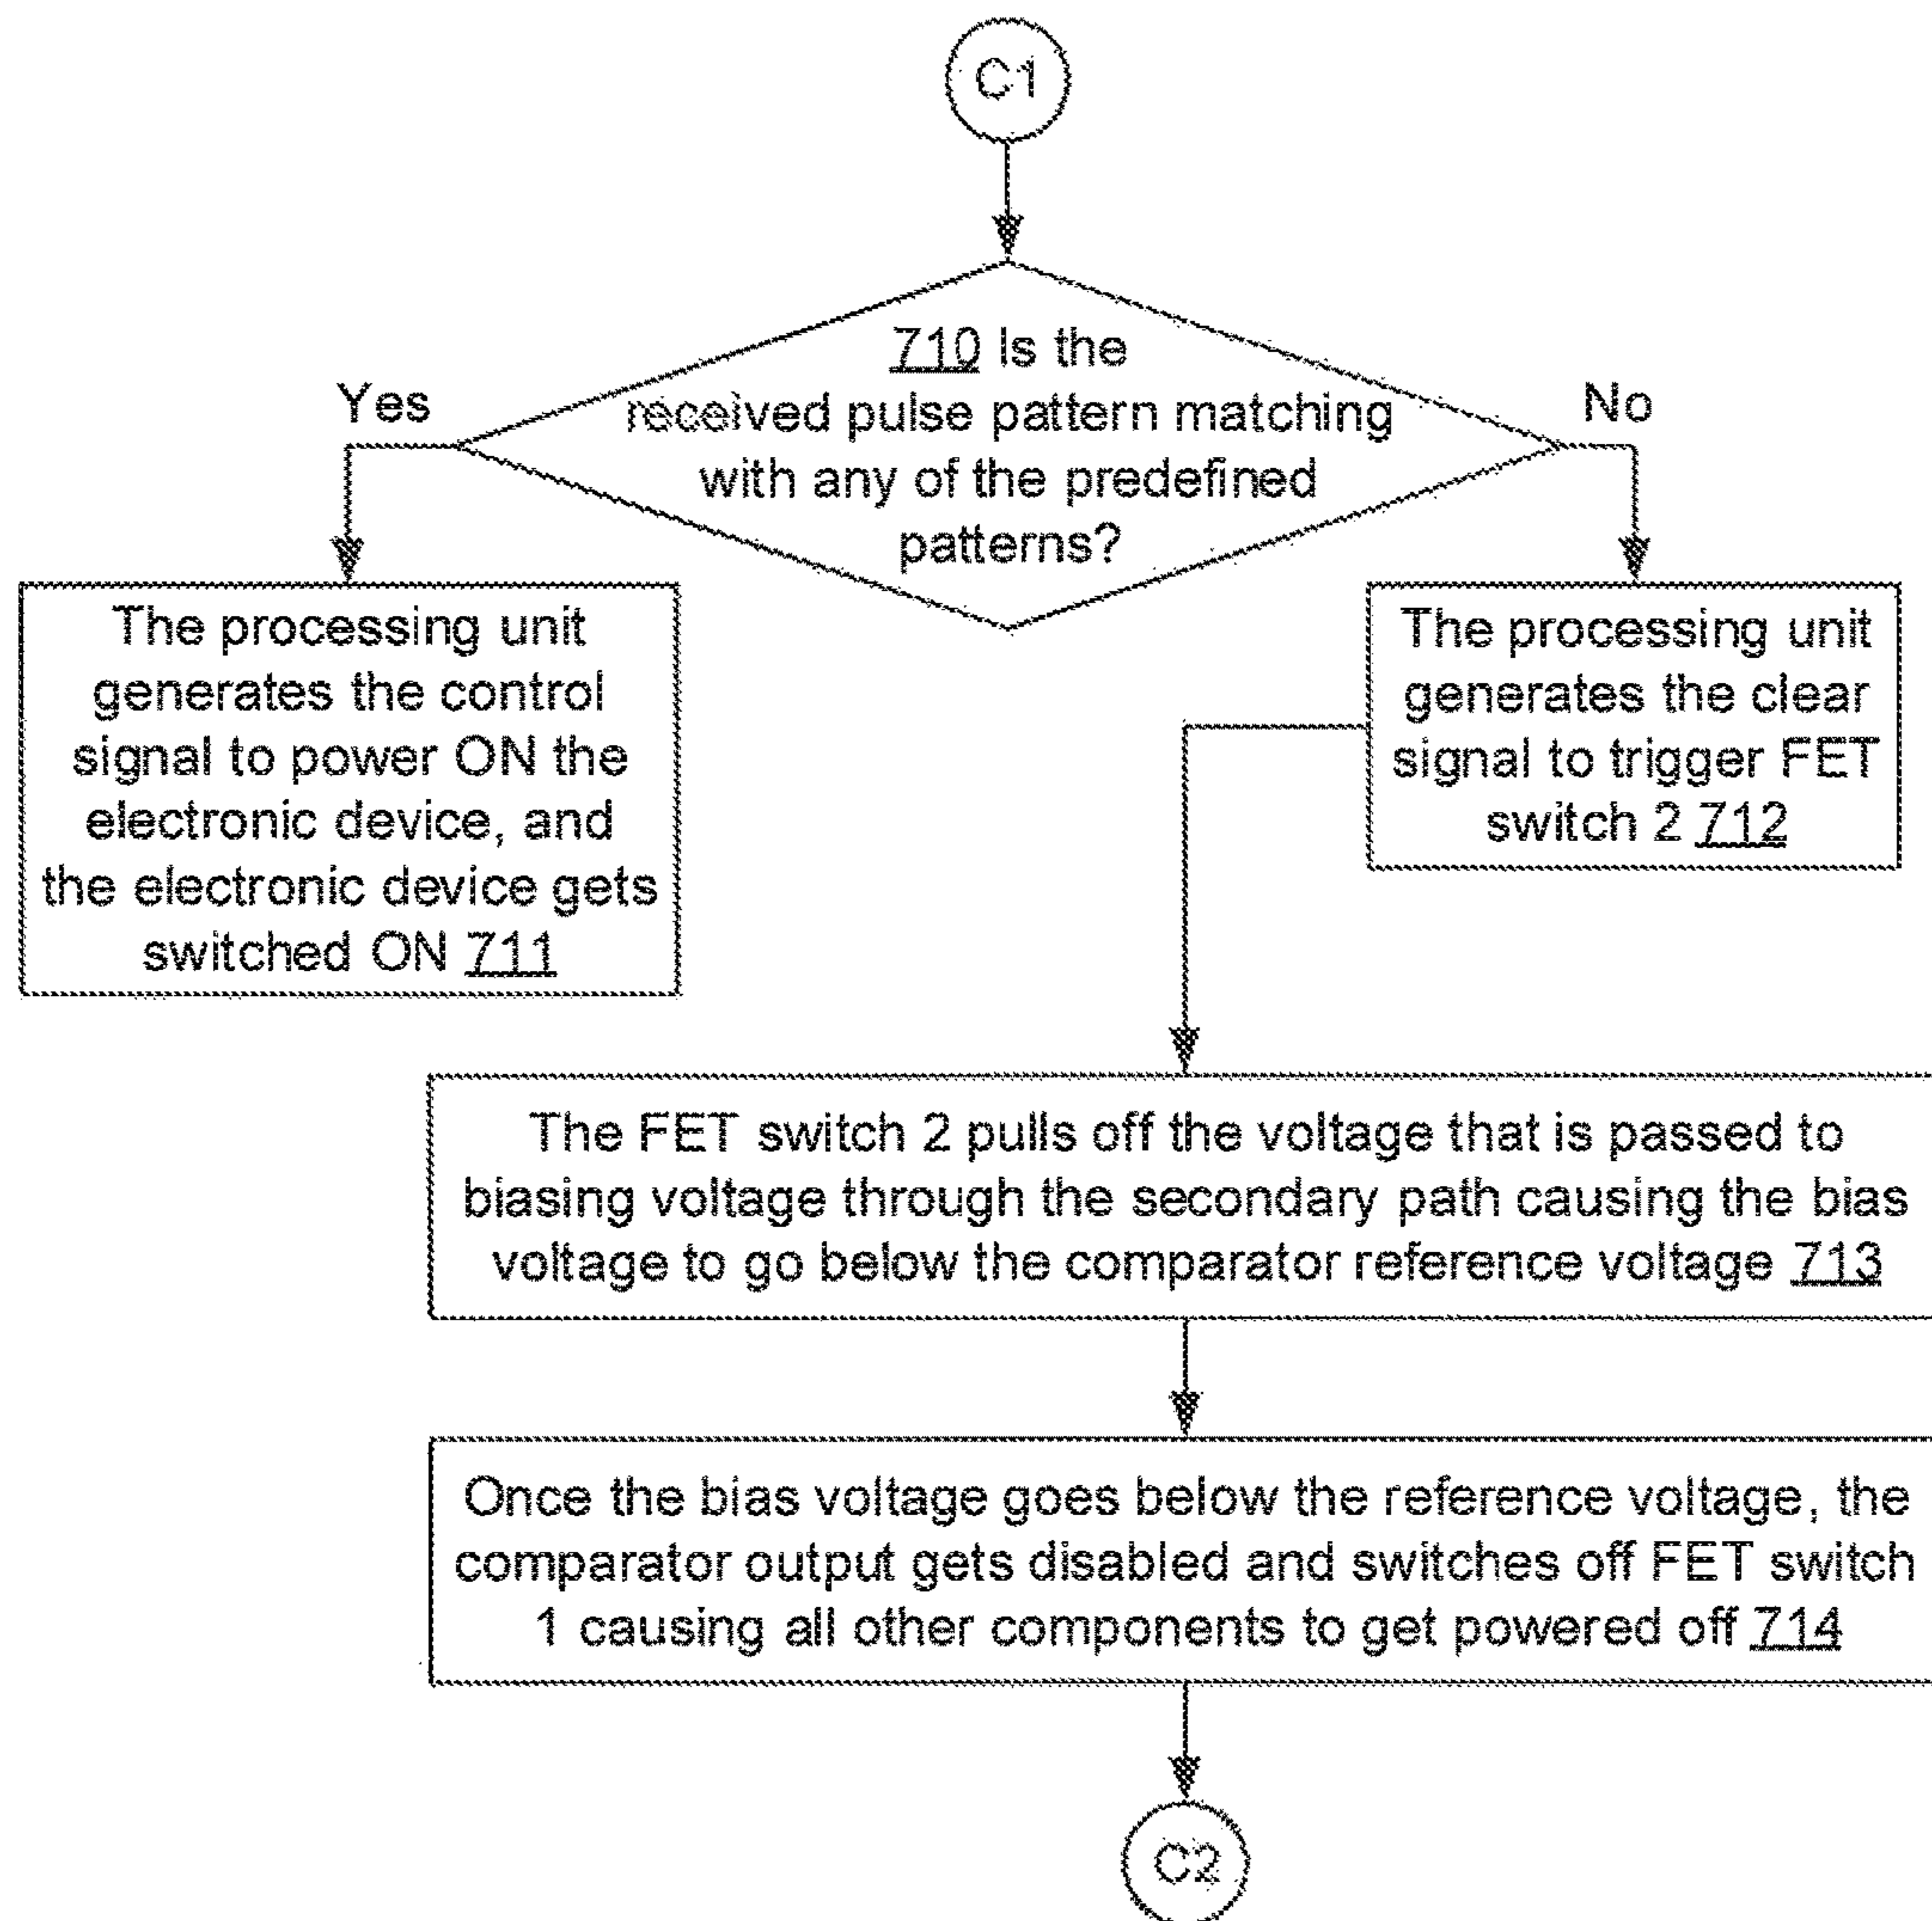 C1
710 Is the
received pulse pattern matching
with any of the predefined
patterns?
Yes
No
The processing unit
generates the control
signal to power ON the
electronic device, and
the electronic device gets
switched ON 711
The processing unit
generates the clear
signal to trigger FET
switch 2 712
The FET switch 2 pulls off the voltage that is passed to
biasing voltage through the secondary path causing the bias
voltage to go below the comparator reference voltage 713
Once the bias voltage goes below the reference voltage, the
comparator output gets disabled and switches off FET switch
1 causing all other components to get powered off 714
C2